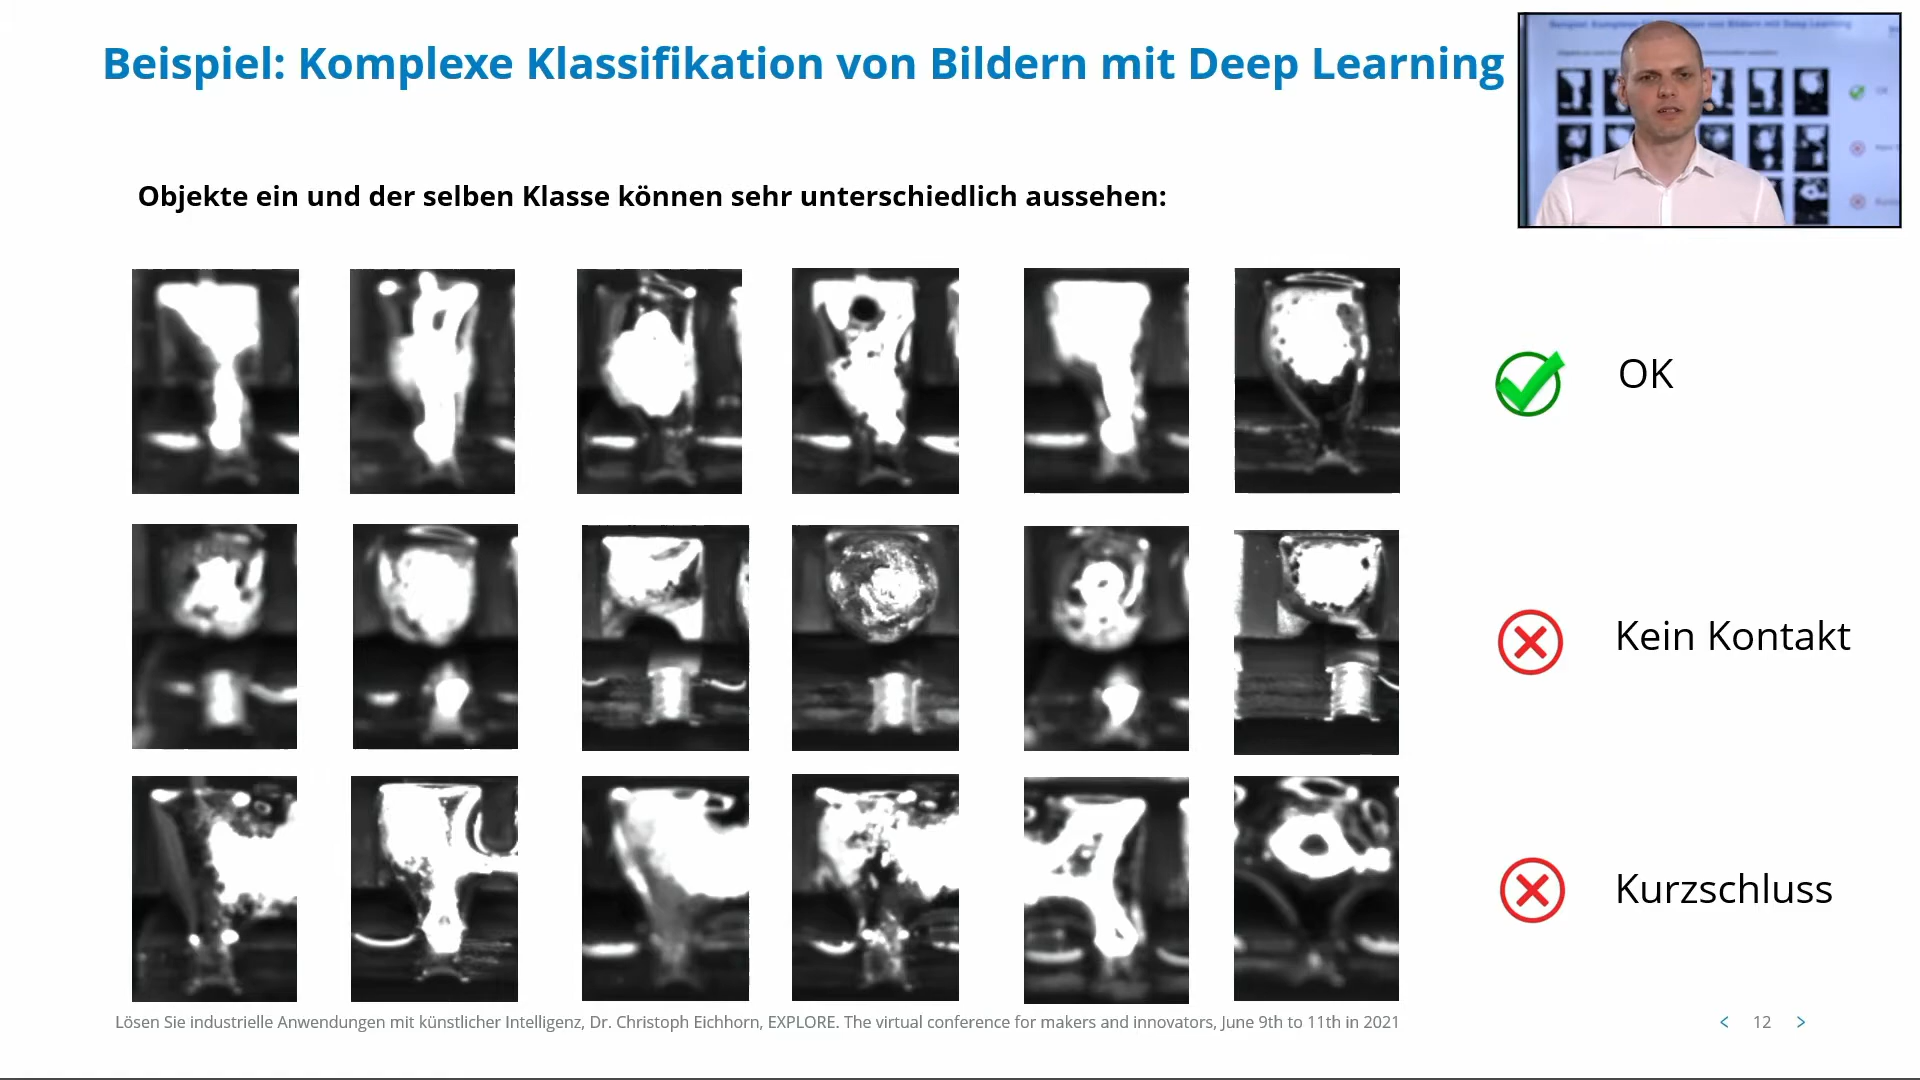 Beispiel: Komplexe Klassifikation von Bildern mit Deep Learning
Objekte ein und der selben Klasse können sehr unterschiedlich aussehen:
OK
Kein Kontakt
Kurzschluss
Lösen Sie industrielle Anwendungen mit künstlicher Intelligenz, Dr. Christoph Eichhorn, EXPLORE. The virtual conference for makers and innovators, June 9th to 11th in 2021
< 12 >